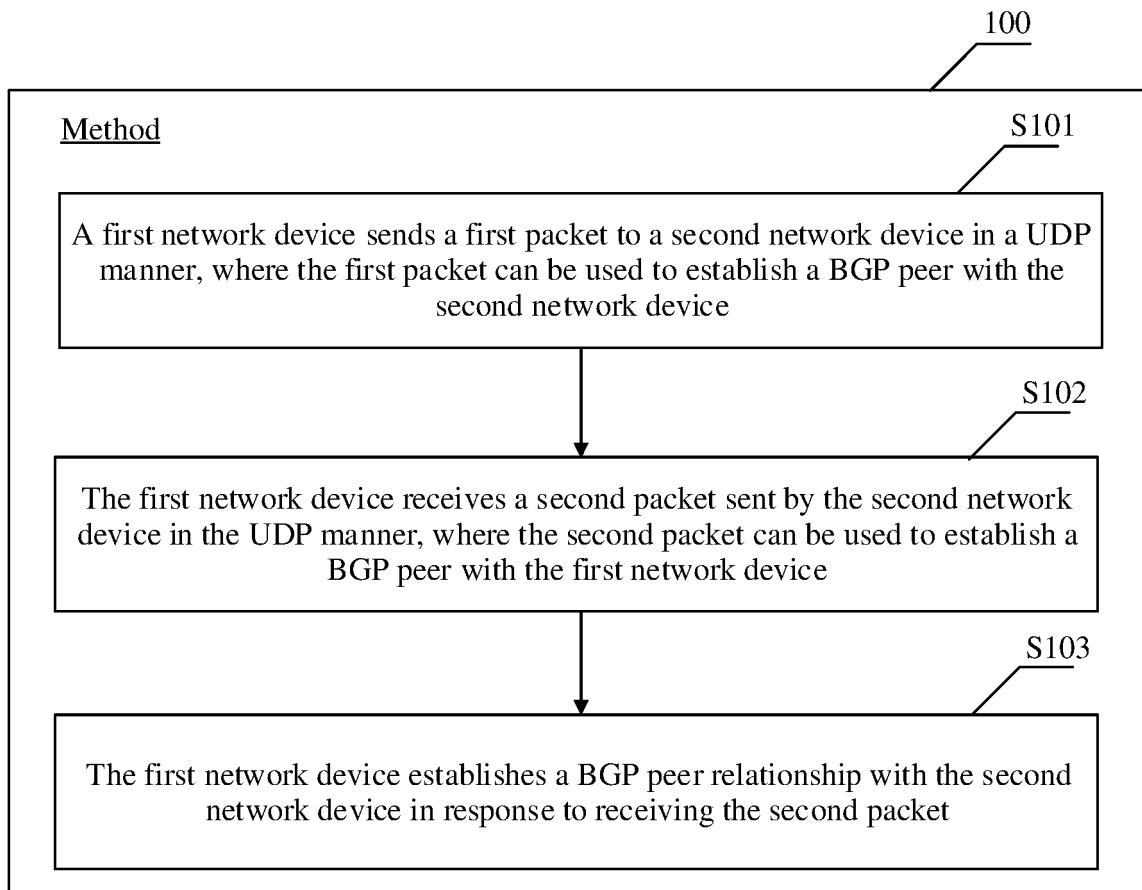 100
Method
S101
A first network device sends a first packet to a second network device in a UDP
manner, where the first packet can be used to establish a BGP peer with the
second network device
S102
The first network device receives a second packet sent by the second network
device in the UDP manner, where the second packet can be used to establish a
BGP peer with the first network device
S103
The first network device establishes a BGP peer relationship with the second
network device in response to receiving the second packet